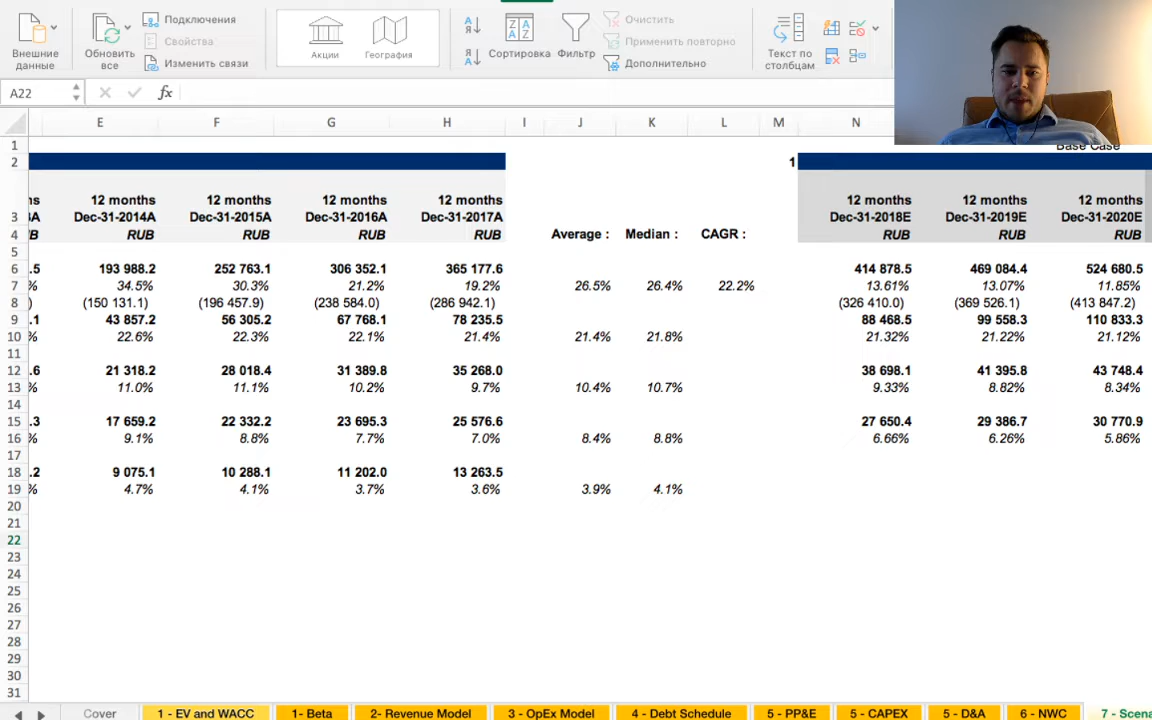 Внешние данные
Обновить все
Подключения
Свойства
Изменить связи
Акции
География
Сортировка
Фильтр
Очистить
Применить повторно
Дополнительно
Текст по столбцам
A22 fx
E F G H I J K L M N
1 Base Case
2 1
12 months 12 months 12 months 12 months 12 months 12 months 12 months
3 Dec-31-2014A Dec-31-2015A Dec-31-2016A Dec-31-2017A Dec-31-2018E Dec-31-2019E Dec-31-2020E
4 RUB RUB RUB RUB Average : Median : CAGR : RUB RUB RUB
5
6 .5 193 988.2 252 763.1 306 352.1 365 177.6 414 878.5 469 084.4 524 680.5
7 % 34.5% 30.3% 21.2% 19.2% 26.5% 26.4% 22.2% 13.61% 13.07% 11.85%
8 ) (150 131.1) (196 457.9) (238 584.0) (286 942.1) (326 410.0) (369 526.1) (413 847.2)
9 .1 43 857.2 56 305.2 67 768.1 78 235.5 88 468.5 99 558.3 110 833.3
10 % 22.6% 22.3% 22.1% 21.4% 21.4% 21.8% 21.32% 21.22% 21.12%
11
12 .6 21 318.2 28 018.4 31 389.8 35 268.0 38 698.1 41 395.8 43 748.4
13 % 11.0% 11.1% 10.2% 9.7% 10.4% 10.7% 9.33% 8.82% 8.34%
14
15 .3 17 659.2 22 332.2 23 695.3 25 576.6 27 650.4 29 386.7 30 770.9
16 % 9.1% 8.8% 7.7% 7.0% 8.4% 8.8% 6.66% 6.26% 5.86%
17
18 .2 9 075.1 10 288.1 11 202.0 13 263.5
19 % 4.7% 4.1% 3.7% 3.6% 3.9% 4.1%
20
21
22
23
24
25
26
27
28
29
30
31
Cover 1 - EV and WACC 1- Beta 2- Revenue Model 3 - OpEx Model 4 - Debt Schedule 5 - PP&E 5 - CAPEX 5 - D&A 6 - NWC 7 - Scena